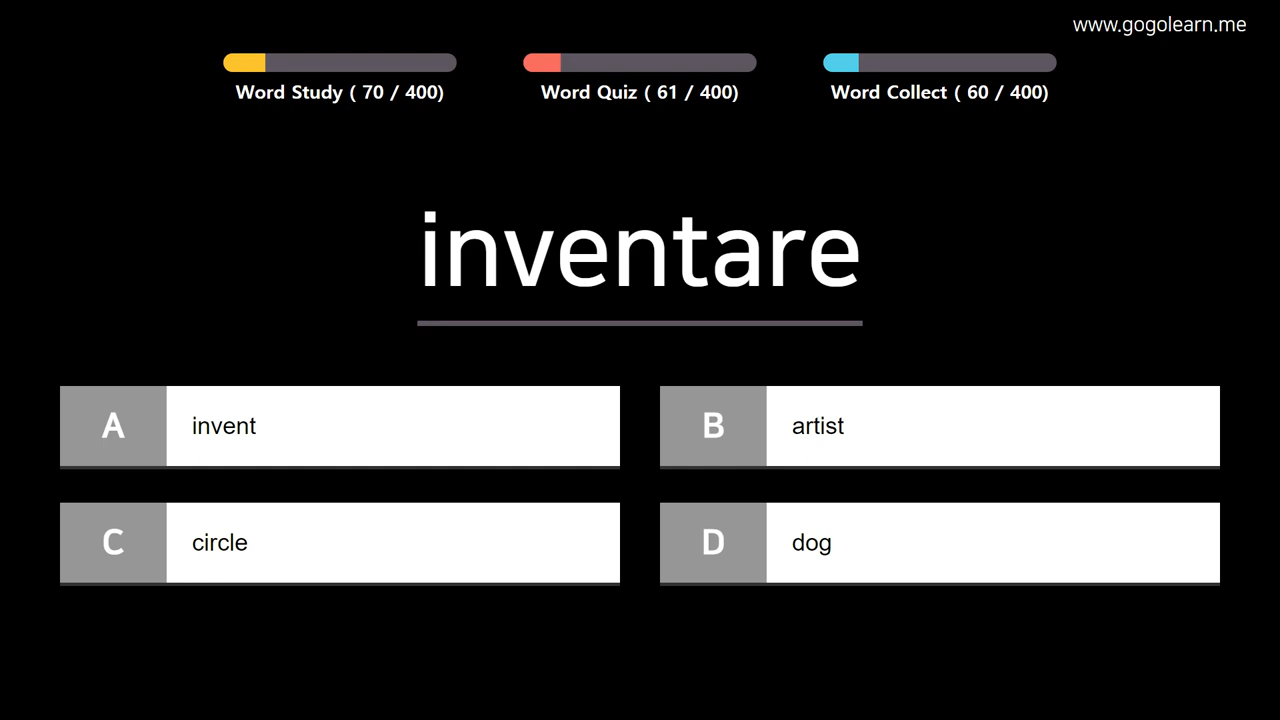 www.gogolearn.me
Word Study ( 70 / 400)
Word Quiz ( 61 / 400)
Word Collect ( 60 / 400)
inventare
A invent
B artist
C circle
D dog